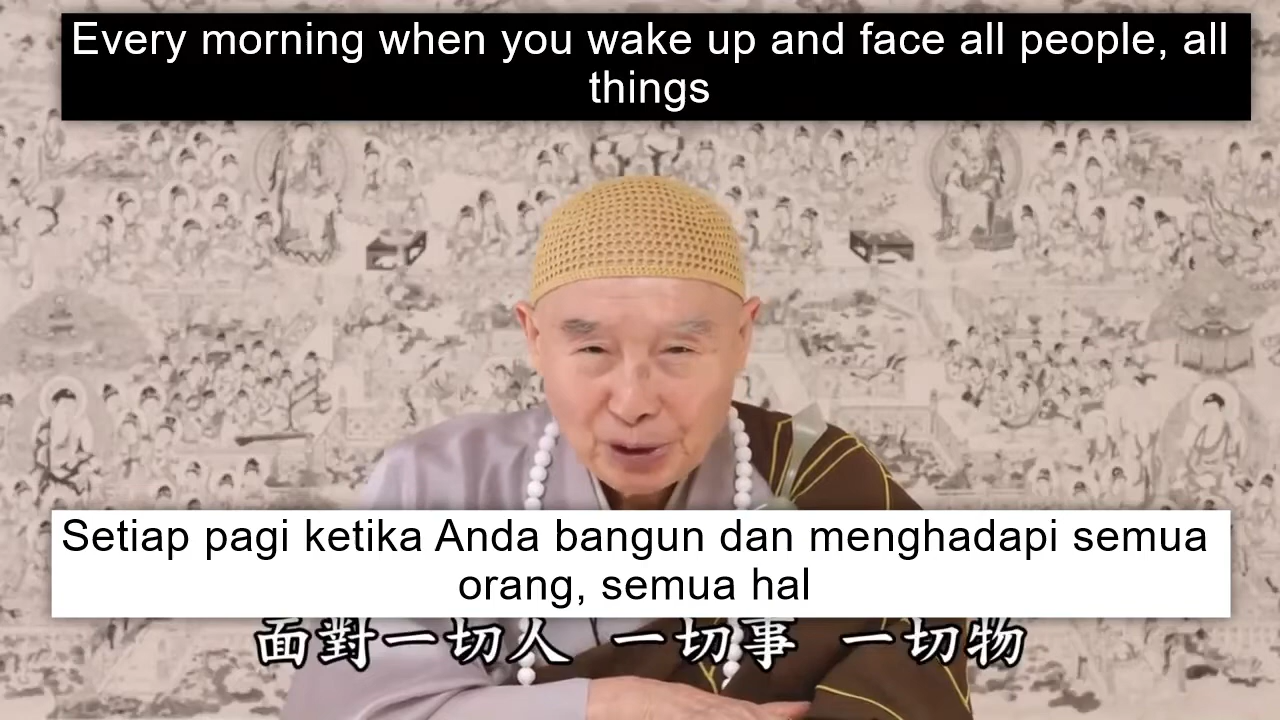 Every morning when you wake up and face all people, all
things
Setiap pagi ketika Anda bangun dan menghadapi semua
orang, semua hal
面對一切人 一切事 一切物